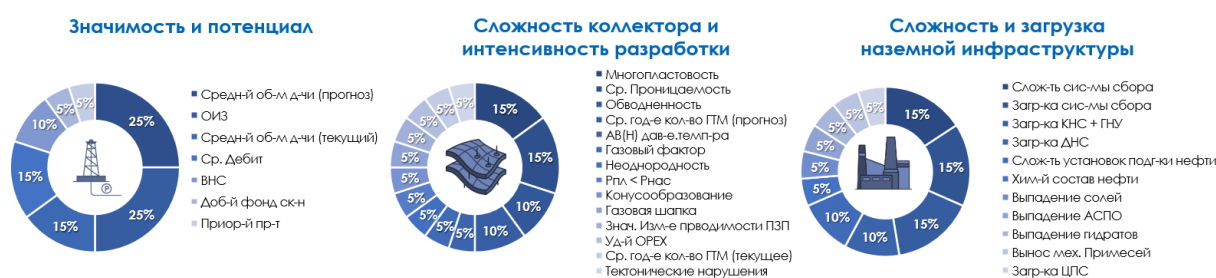 Значимость и потенциал
25%
25%
15%
15%
10%
5%
5%
P
Средн-й об-м д-чи (прогноз)
ОИЗ
Средн-й об-м д-чи (текущий)
Ср. Дебит
ВНС
Доб-й фонд ск-н
Приор-й пр-т
Сложность коллектора и
интенсивность разработки
15%
15%
10%
10%
5%
5%
5%
5%
5%
5%
5%
5%
5%
5%
Многопластовость
Ср. Проницаемость
Обводненность
Ср. год-е кол-во ГТМ (прогноз)
АВ(Н) дав-е.темп-ра
Газовый фактор
Неоднородность
Рпл < Рнас
Конусообразование
Газовая шапка
Знач. Изм-е прводимости ПЗП
Уд-й OPEX
Ср. год-е кол-во ГТМ (текущее)
Тектонические нарушения
Сложность и загрузка
наземной инфраструктуры
15%
15%
15%
10%
10%
5%
5%
5%
5%
5%
5%
Слож-ть сис-мы сбора
Загр-ка сис-мы сбора
Загр-ка КНС + ГНУ
Загр-ка ДНС
Слож-ть установок подг-ки нефти
Хим-й состав нефти
Выпадение солей
Выпадение АСПО
Выпадение гидратов
Вынос мех. Примесей
Загр-ка ЦПС